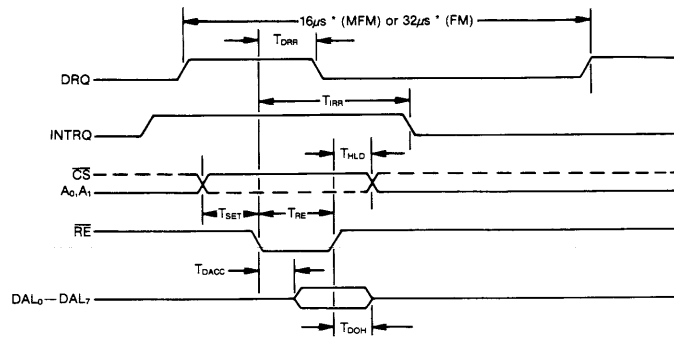 16µs * (MFM) or 32µs * (FM)
TDRR
DRQ
TIRR
INTRQ
THLD
CS
A0,A1
TSET
TRE
RE
TDACC
DAL0—DAL7
TDOH